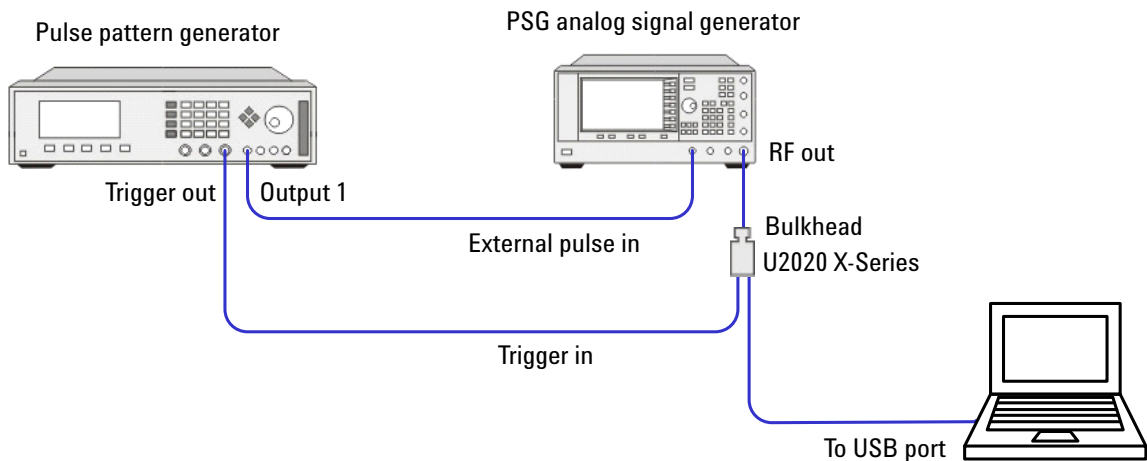 Pulse pattern generator
PSG analog signal generator
RF out
Trigger out
Output 1
External pulse in
Bulkhead
U2020 X-Series
Trigger in
To USB port